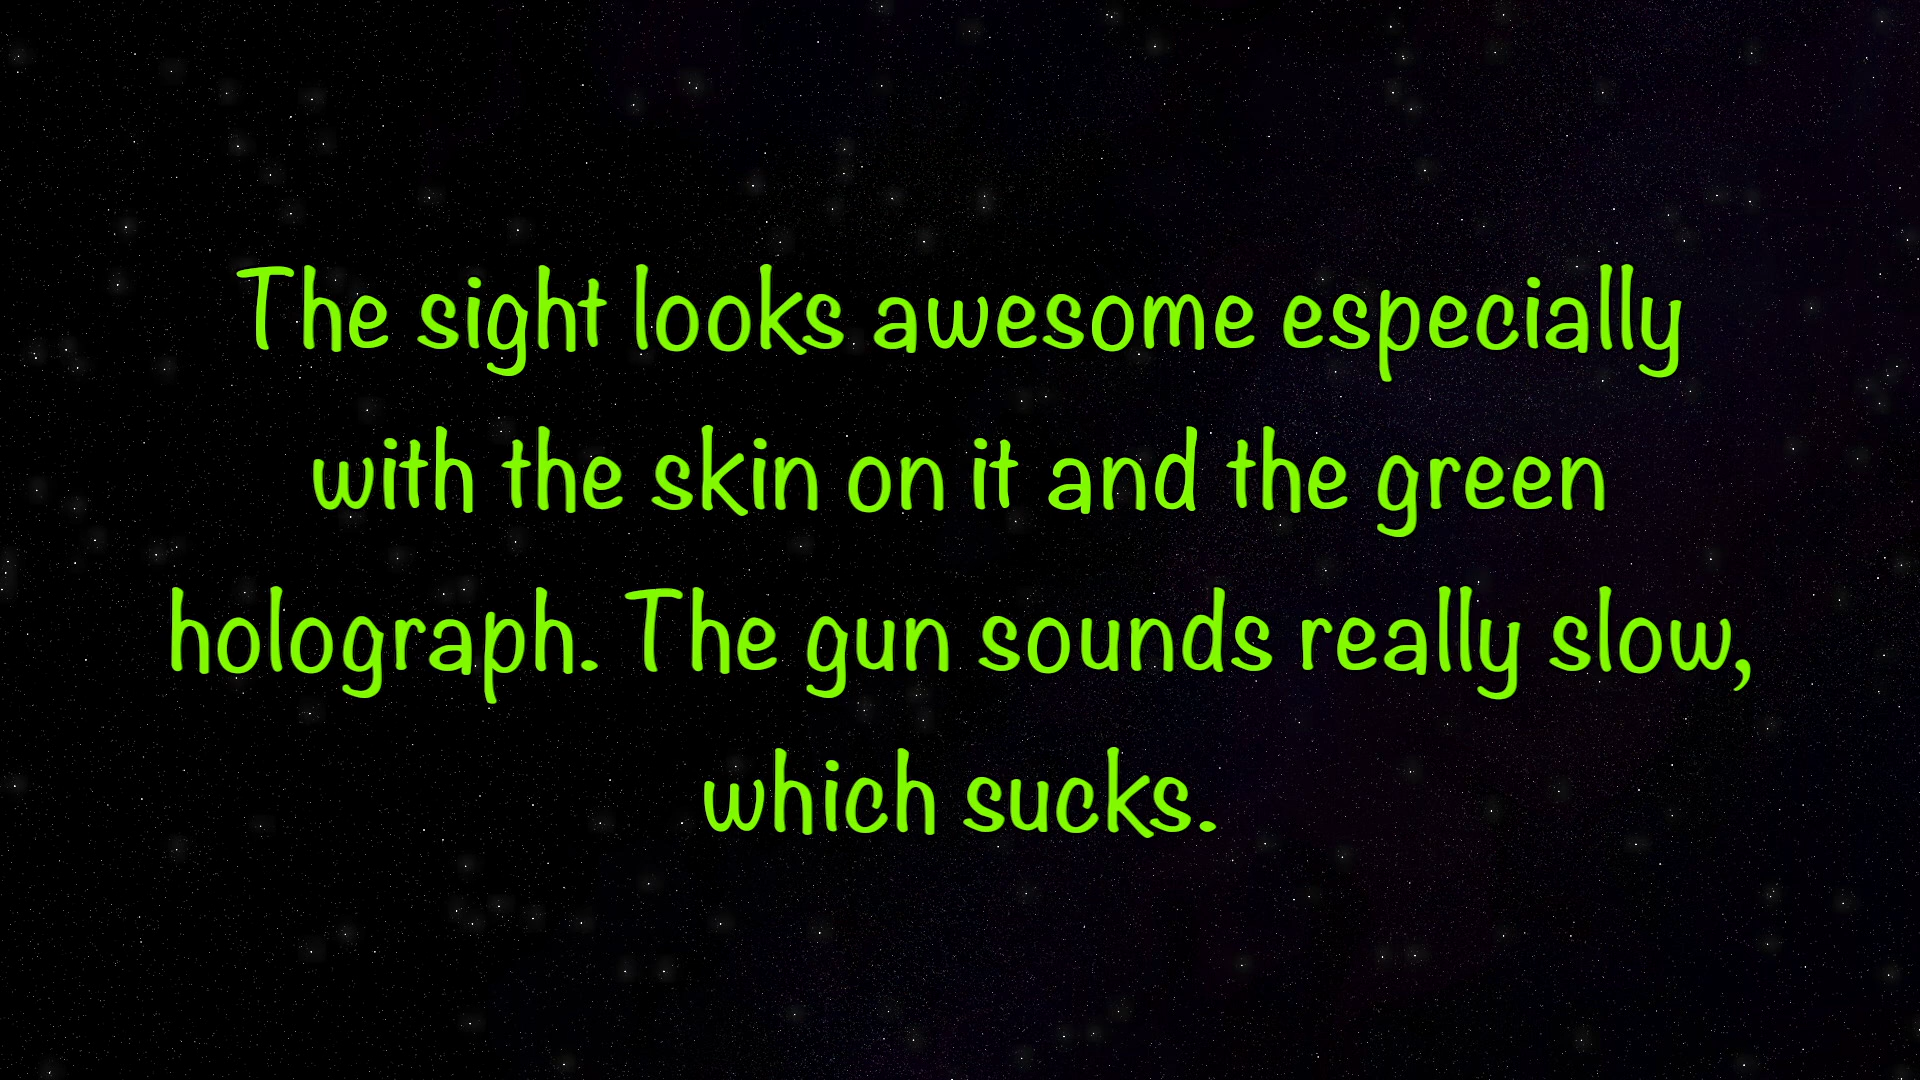 The sight looks awesome especially
with the skin on it and the green
holograph. The gun sounds really slow,
which sucks.